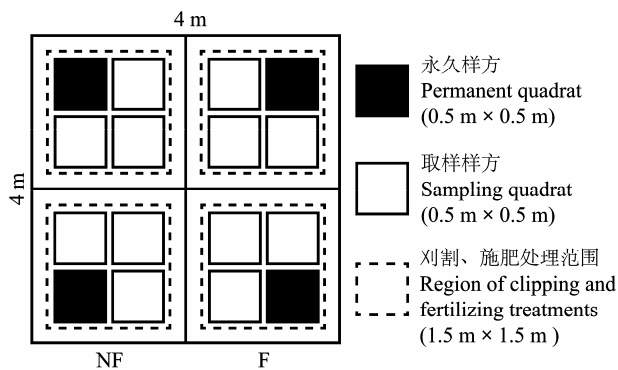 4 m
4 m
NF
F
永久样方
Permanent quadrat
(0.5 m × 0.5 m)
取样样方
Sampling quadrat
(0.5 m × 0.5 m)
刈割、施肥处理范围
Region of clipping and
fertilizing treatments
(1.5 m × 1.5 m )